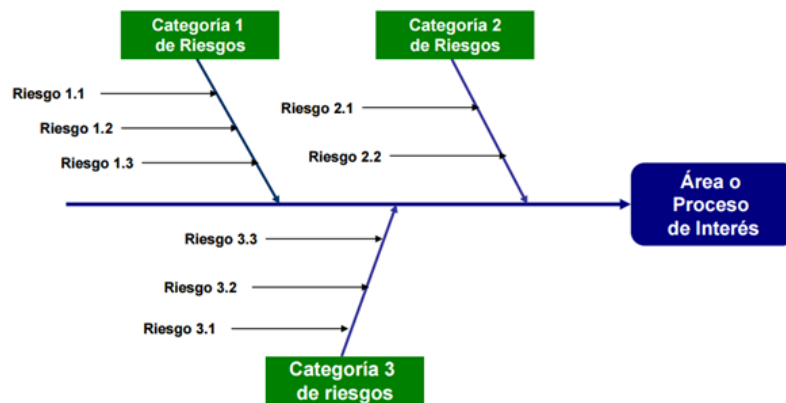 Categoría 1
de Riesgos
Categoría 2
de Riesgos
Riesgo 1.1
Riesgo 1.2
Riesgo 1.3
Riesgo 2.1
Riesgo 2.2
Área o
Proceso
de Interés
Riesgo 3.3
Riesgo 3.2
Riesgo 3.1
Categoría 3
de riesgos